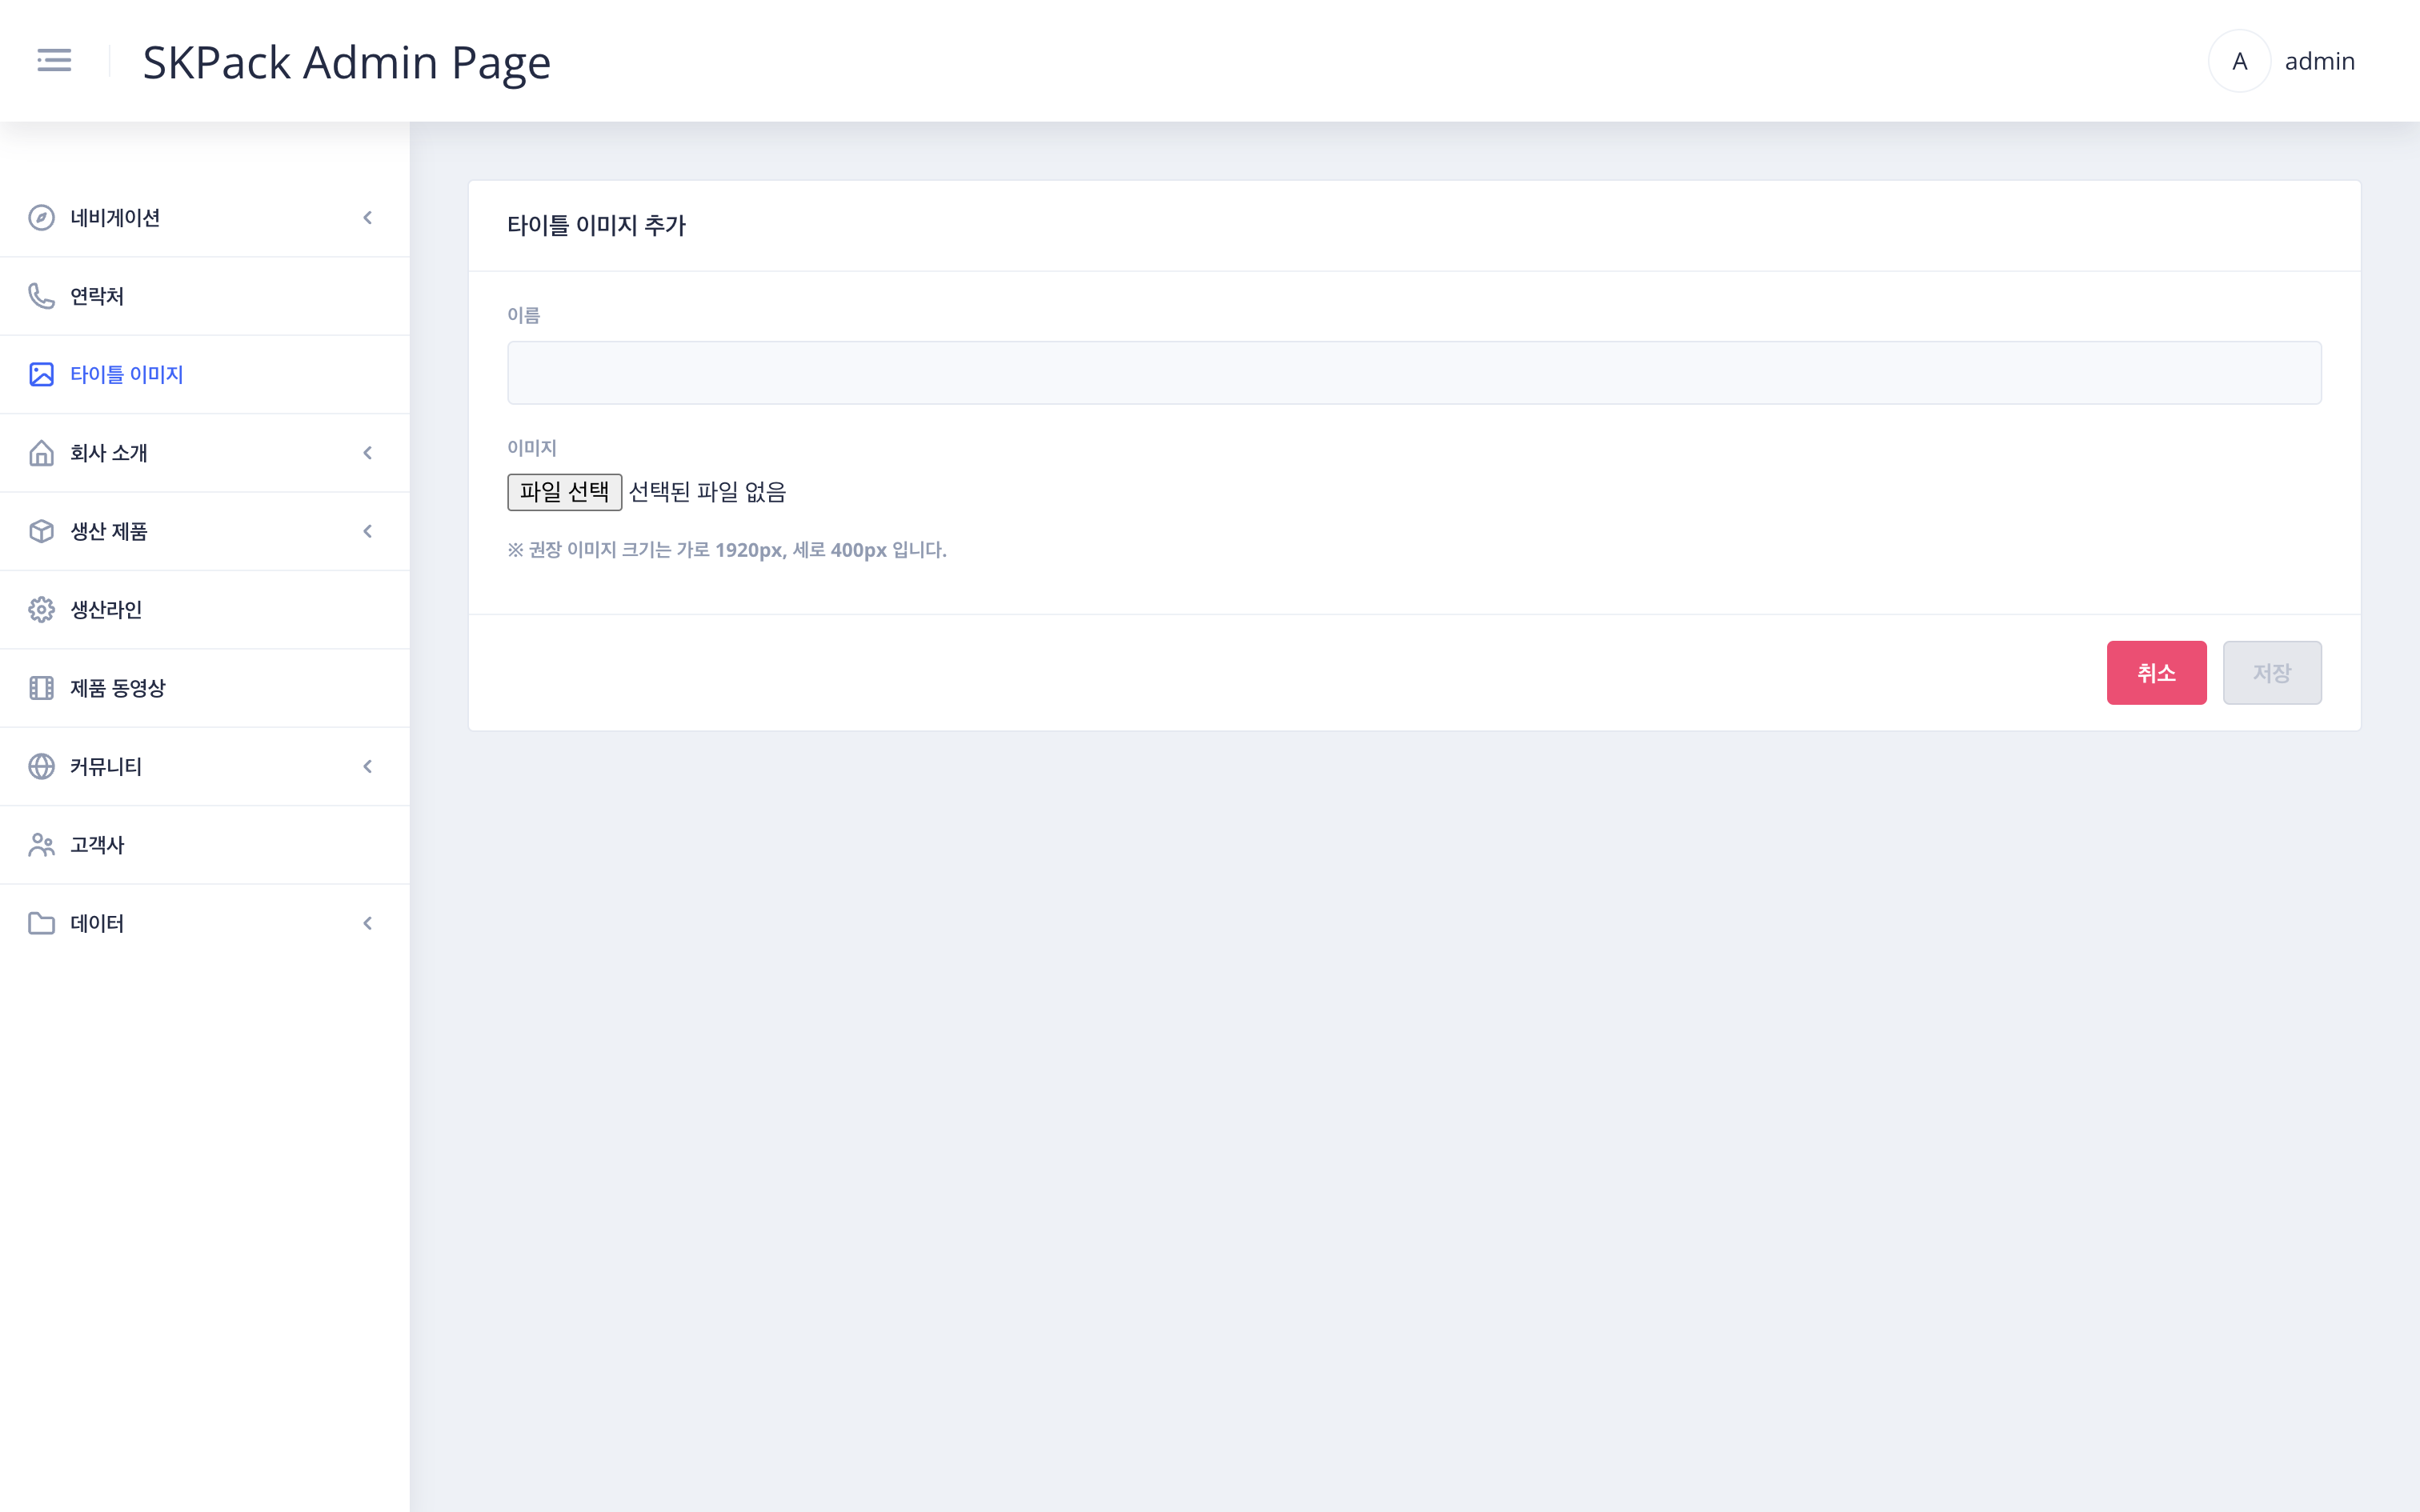 SKPack Admin Page
A admin
네비게이션
연락처
타이틀 이미지
회사 소개
생산 제품
생산라인
제품 동영상
커뮤니티
고객사
데이터
타이틀 이미지 추가
이름
이미지
파일 선택 선택된 파일 없음
※ 권장 이미지 크기는 가로 1920px, 세로 400px 입니다.
취소 저장